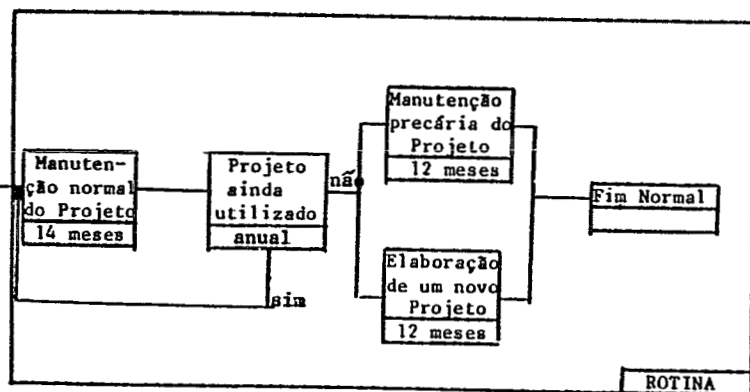 Manuten-
ção normal
do Projeto
14 meses
Projeto
ainda
utilizado
anual
nã
sim
Manutenção
precária do
Projeto
12 meses
Elaboração
de um novo
Projeto
12 meses
Fim Normal
ROTINA